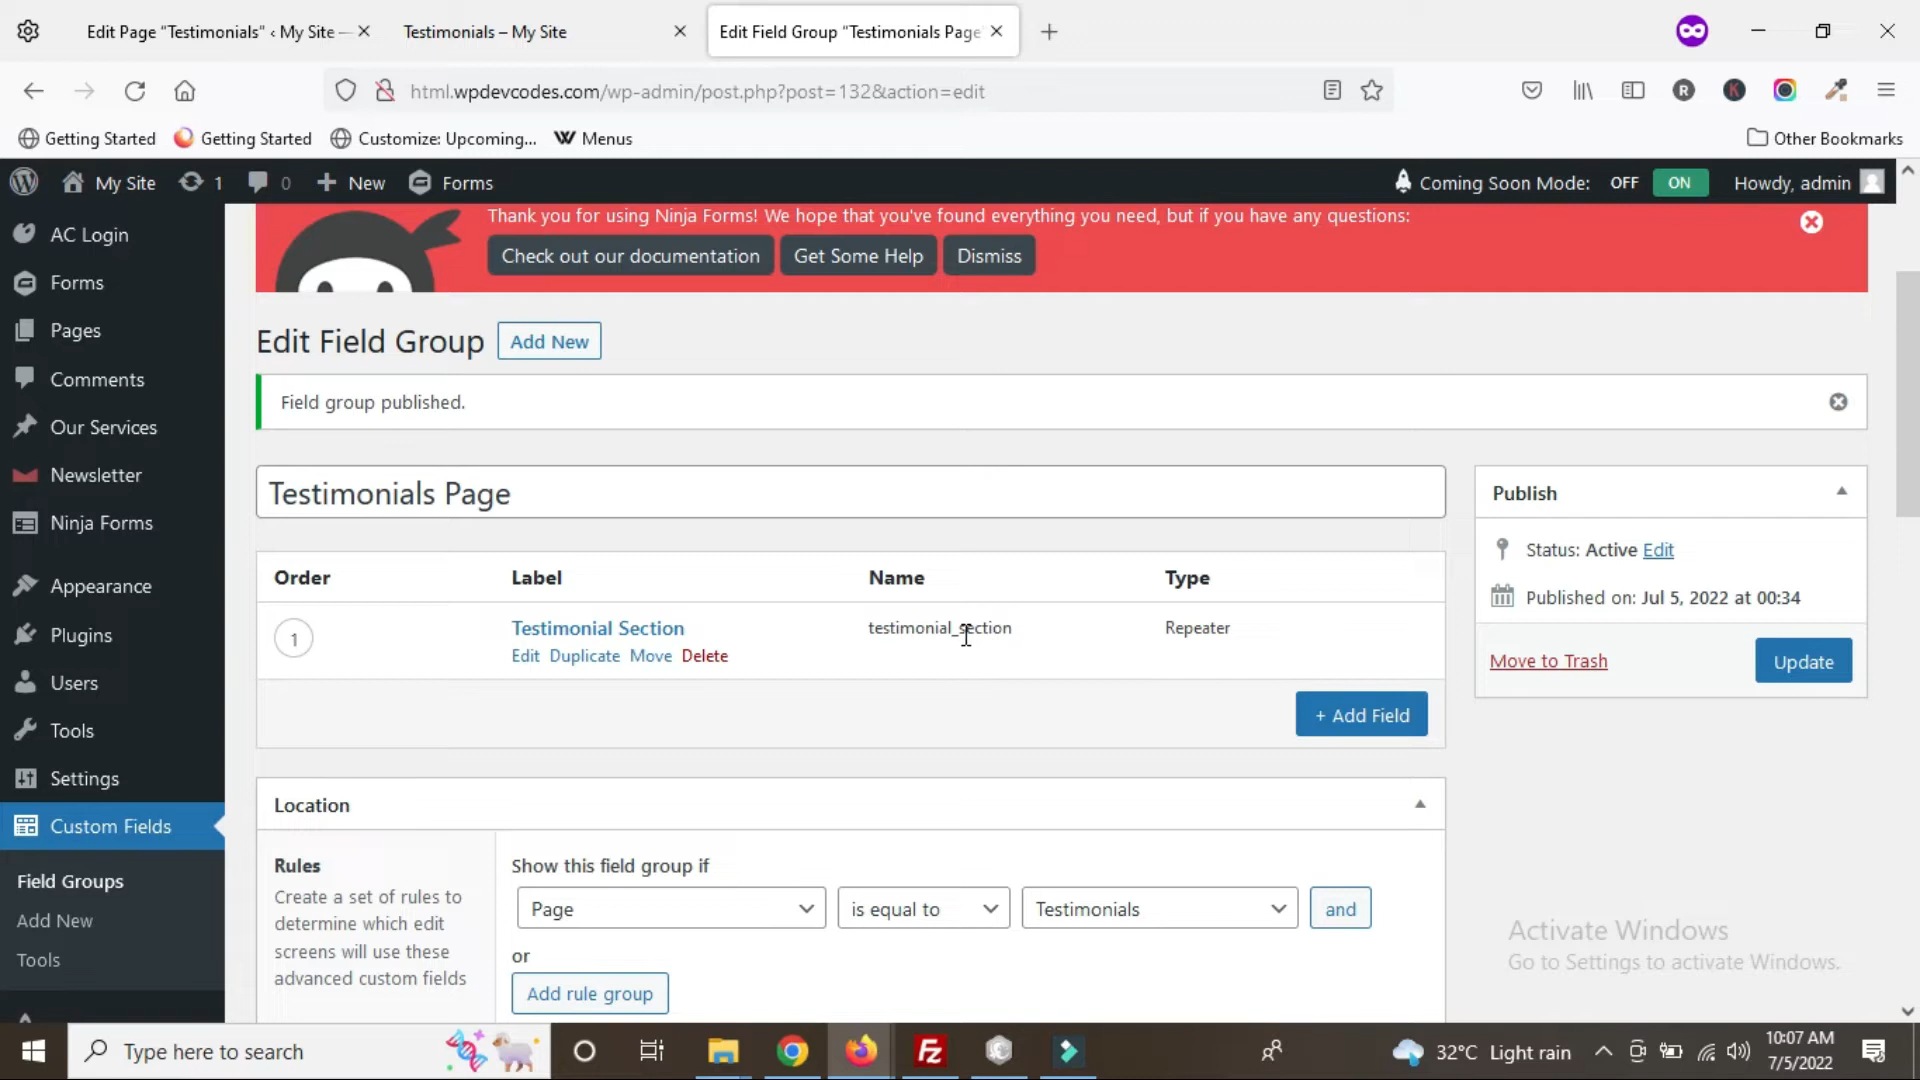 Edit Page “Testimonials” ‹ My Site —
Testimonials – My Site
Edit Field Group “Testimonials Page
html.wpdevcodes.com/wp-admin/post.php?post=132&action=edit
Getting Started
Getting Started
Customize: Upcoming...
Menus
Other Bookmarks
My Site
1
0
New
Forms
Coming Soon Mode:
OFF
ON
Howdy, admin
AC Login
Forms
Pages
Comments
Our Services
Newsletter
Ninja Forms
Appearance
Plugins
Users
Tools
Settings
Custom Fields
Field Groups
Add New
Tools
Thank you for using Ninja Forms! We hope that you've found everything you need, but if you have any questions:
Check out our documentation
Get Some Help
Dismiss
Edit Field Group
Add New
Field group published.
Testimonials Page
Order Label Name Type
1 Testimonial Section testimonial_section Repeater
Edit Duplicate Move Delete
+ Add Field
Publish
Status: Active Edit
Published on: Jul 5, 2022 at 00:34
Move to Trash
Update
Location
Rules
Create a set of rules to
determine which edit
screens will use these
advanced custom fields
Show this field group if
Page is equal to Testimonials and
or
Add rule group
Activate Windows
Go to Settings to activate Windows.
Type here to search
32°C Light rain
10:07 AM
7/5/2022